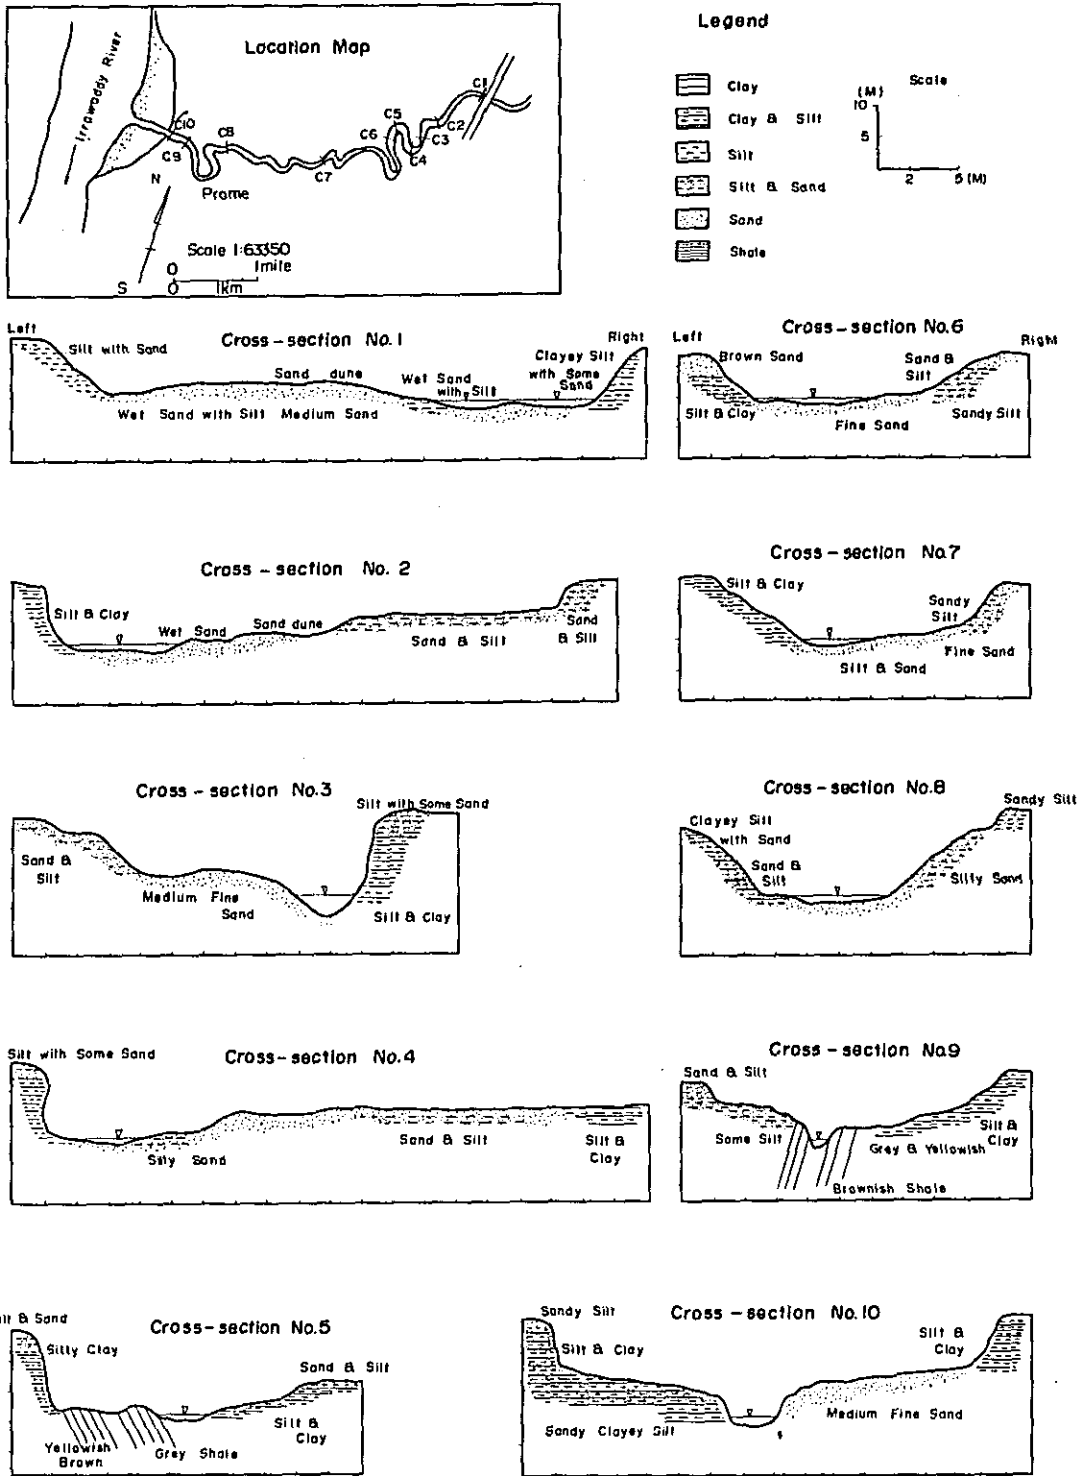 Location Map
Irrawaddy River
C1
C2
C3
C4
C5
C6
C7
C8
C10
C9
N
Prome
Scale 1:63350
0 1mile
S 0 1km
Legend
Clay
Clay & Silt
Silt
Silt & Sand
Sand
Shale
Scale
(M)
10
5
2 5 (M)
Left
Right
Cross-section No. 1
Silt with Sand
Sand dune
Wet Sand
with Silt
Clayey Silt
with Some
Sand
Wet Sand with Silt Medium Sand
Cross-section No.6
Left
Right
Brown Sand
Sand &
Silt
Silt & Clay
Fine Sand
Sandy Silt
Cross-section No. 2
Silt & Clay
Wet Sand
Sand dune
Sand & Silt
Sand
& Silt
Cross-section No.7
Silt & Clay
Sandy
Silt
Fine Sand
Silt & Sand
Cross-section No.3
Silt with Some Sand
Sand &
Silt
Medium Fine
Sand
Silt & Clay
Cross-section No.8
Sandy Silt
Clayey Silt
with Sand
Sand &
Silt
Silty Sand
Silt with Some Sand
Cross-section No.4
Silty Sand
Sand & Silt
Silt &
Clay
Cross-section No.9
Sand & Silt
Some Silt
Silt &
Clay
Grey & Yellowish
Brownish Shale
& Sand
Cross-section No.5
Silty Clay
Sand & Silt
Silt &
Clay
Yellowish
Brown
Grey Shale
Cross-section No.10
Sandy Silt
Silt & Clay
Silt &
Clay
Sandy Clayey Silt
Medium Fine Sand